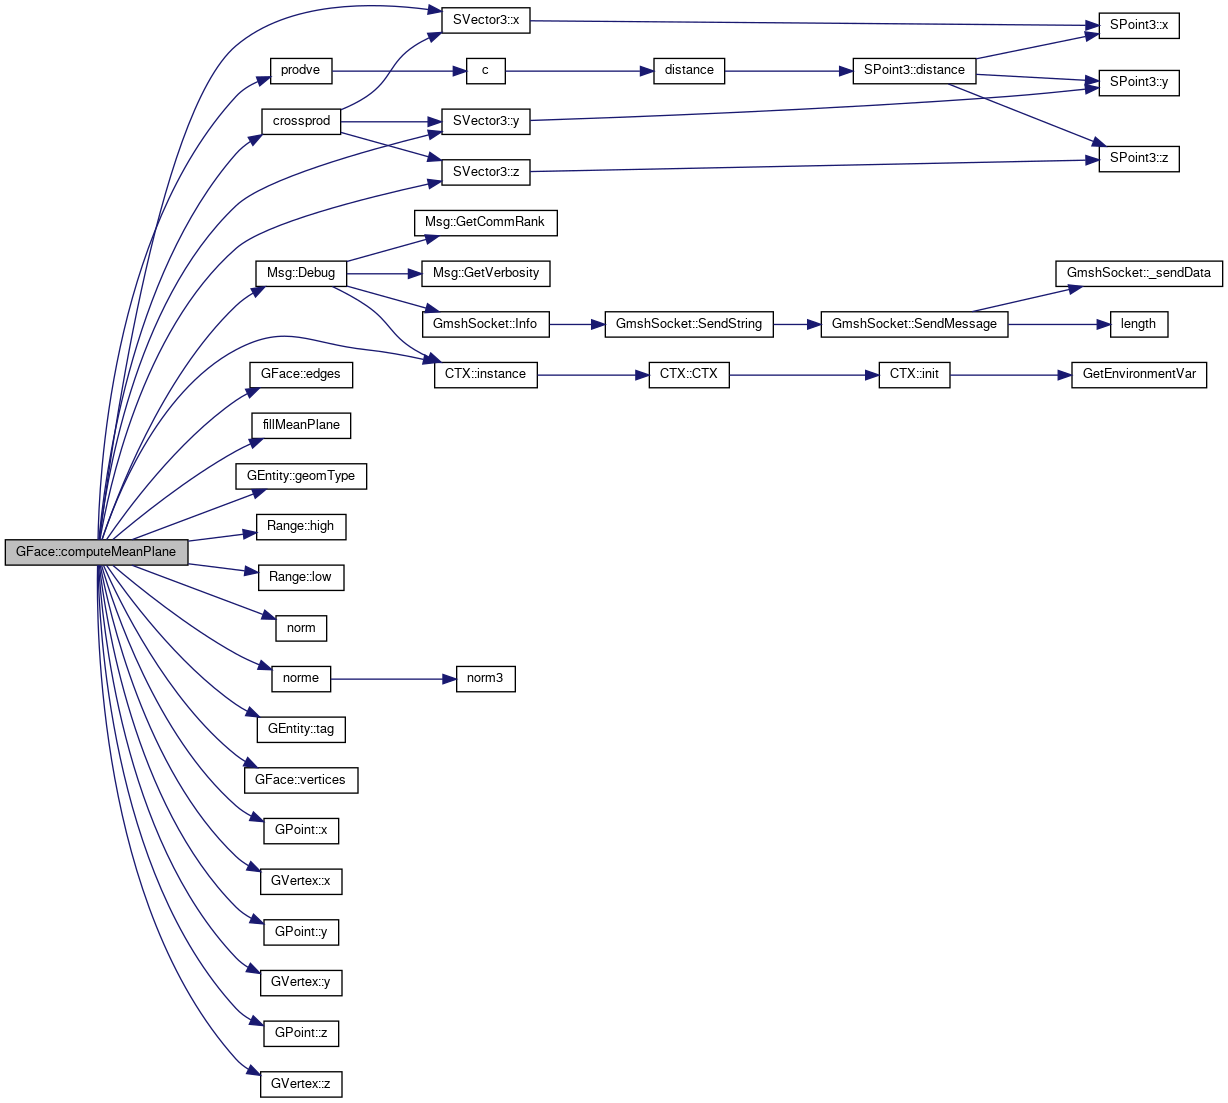 SVector3::x
SPoint3::x
prodve
c
distance
SPoint3::distance
SPoint3::y
crossprod
SVector3::y
SVector3::z
SPoint3::z
Msg::GetCommRank
Msg::Debug
Msg::GetVerbosity
GmshSocket::_sendData
GmshSocket::Info
GmshSocket::SendString
GmshSocket::SendMessage
length
GFace::edges
CTX::instance
CTX::CTX
CTX::init
GetEnvironmentVar
fillMeanPlane
GEntity::geomType
Range::high
GFace::computeMeanPlane
Range::low
norm
norme
norm3
GEntity::tag
GFace::vertices
GPoint::x
GVertex::x
GPoint::y
GVertex::y
GPoint::z
GVertex::z